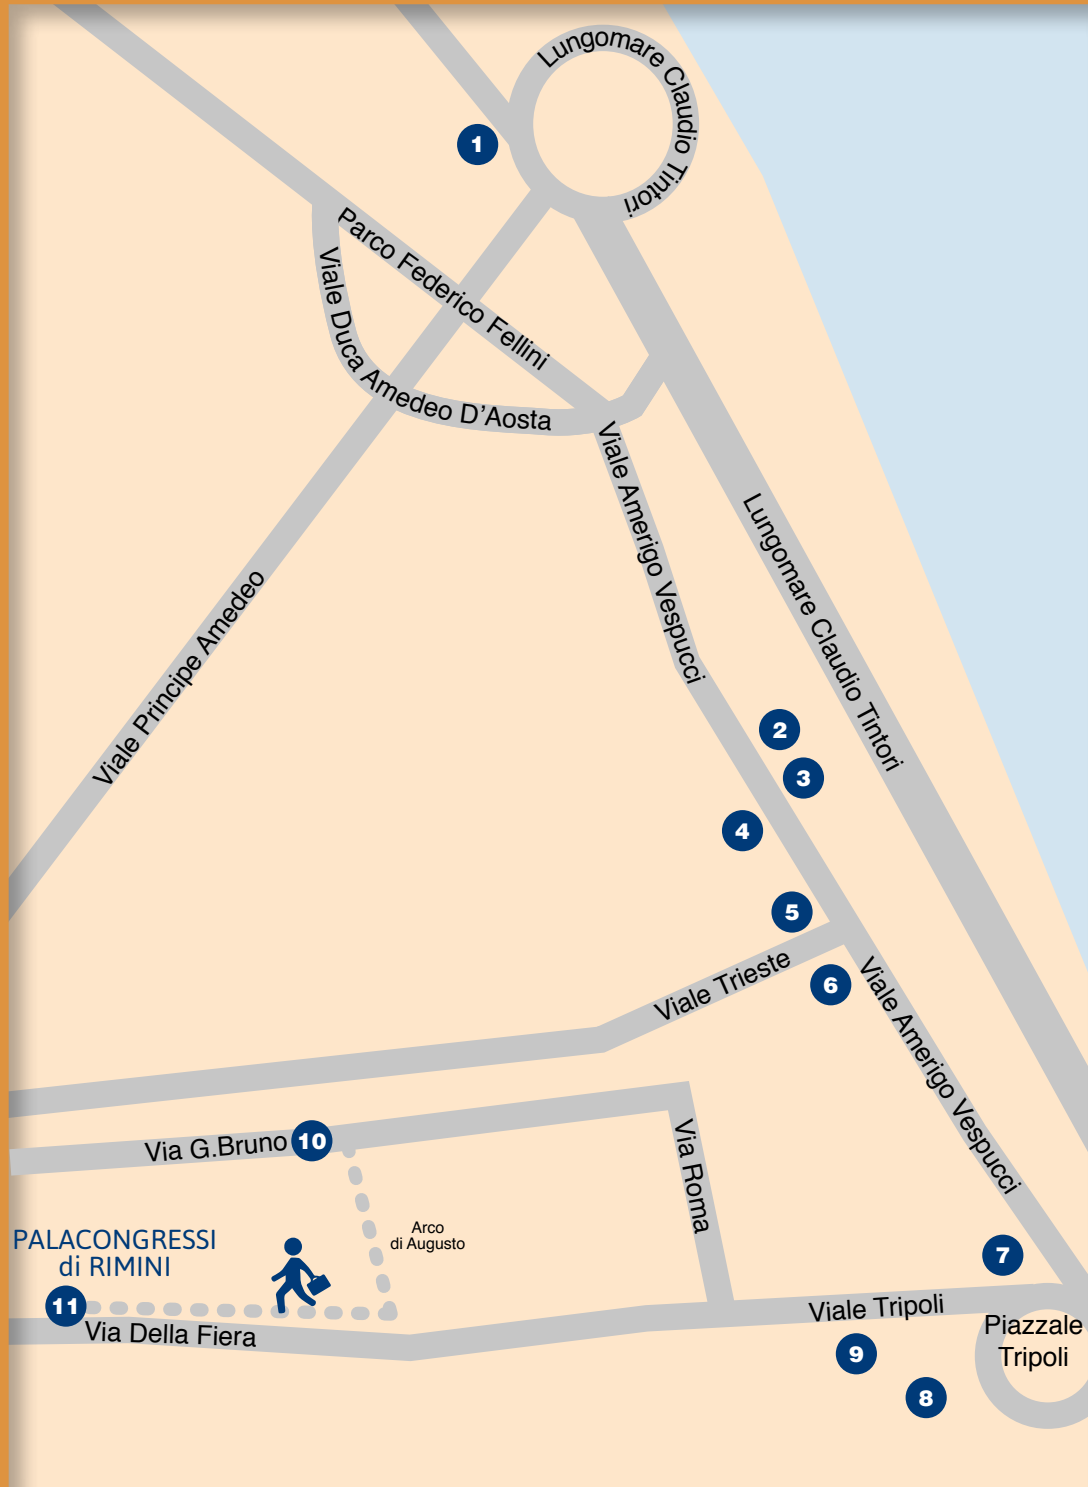 Lungomare Claudio Tintori
1
Parco Federico Fellini
Viale Duca Amedeo D'Aosta
Viale Amerigo Vespucci
Lungomare Claudio Tintori
Viale Principe Amedeo
2
3
4
5
Viale Trieste
6
Viale Amerigo Vespucci
Via G.Bruno
10
Via Roma
Arco
di Augusto
PALACONGRESSI
di RIMINI
7
11
Via Della Fiera
Viale Tripoli
Piazzale
Tripoli
9
8